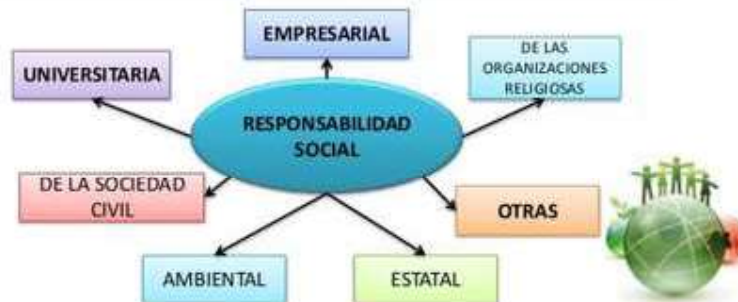 EMPRESARIAL
UNIVERSITARIA
DE LAS
ORGANIZACIONES
RELIGIOSAS
RESPONSABILIDAD
SOCIAL
DE LA SOCIEDAD
CIVIL
OTRAS
AMBIENTAL
ESTATAL